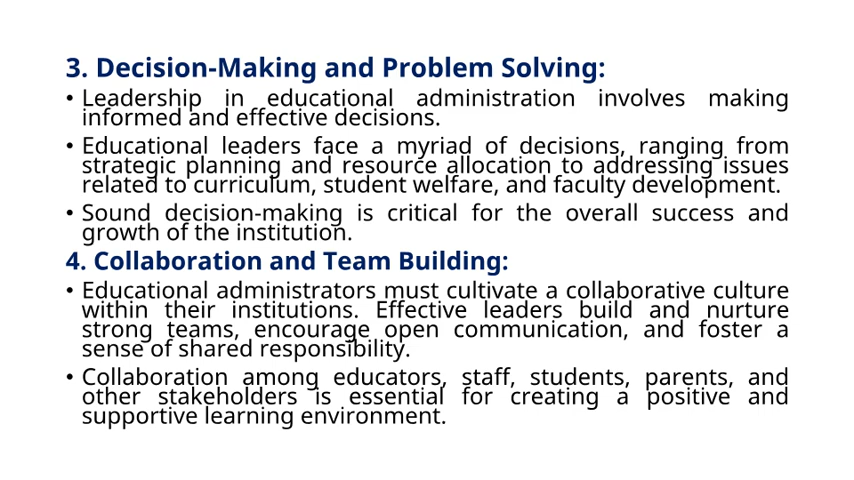 3. Decision-Making and Problem Solving:
• Leadership in educational administration involves making
informed and effective decisions.
• Educational leaders face a myriad of decisions, ranging from
strategic planning and resource allocation to addressing issues
related to curriculum, student welfare, and faculty development.
• Sound decision-making is critical for the overall success and
growth of the institution.
4. Collaboration and Team Building:
• Educational administrators must cultivate a collaborative culture
within their institutions. Effective leaders build and nurture
strong teams, encourage open communication, and foster a
sense of shared responsibility.
• Collaboration among educators, staff, students, parents, and
other stakeholders is essential for creating a positive and
supportive learning environment.